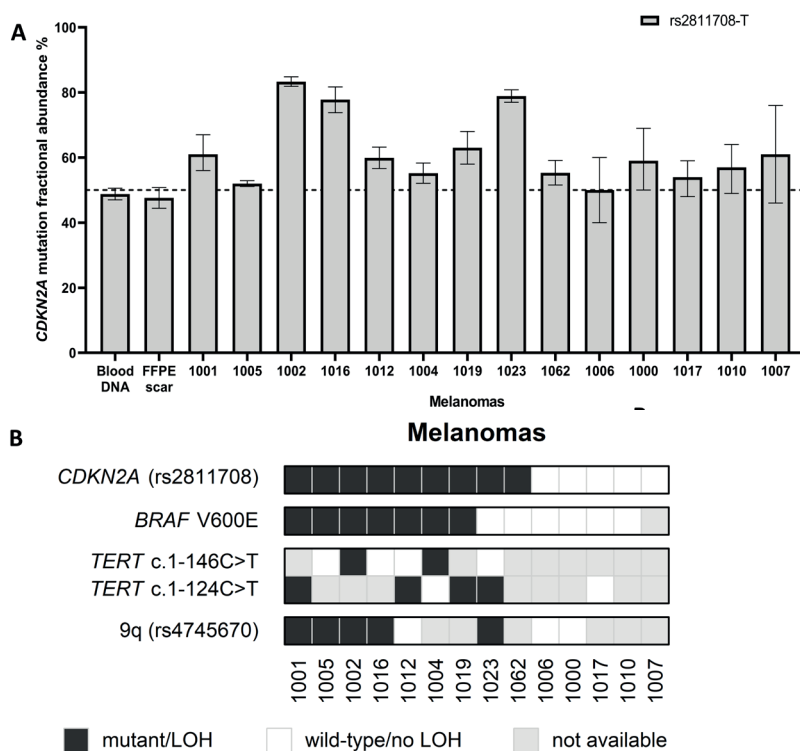 A
rs2811708-T
CDKN2A mutation fractional abundance %
100
80
60
40
20
0
Blood DNA
FFPE scar
1001
1005
1002
1016
1012
1004
1019
1023
1062
1006
1000
1017
1010
1007
Melanomas
B
Melanomas
CDKN2A (rs2811708)
BRAF V600E
TERT c.1-146C>T
TERT c.1-124C>T
9q (rs4745670)
1001
1005
1002
1016
1012
1004
1019
1023
1062
1006
1000
1017
1010
1007
mutant/LOH
wild-type/no LOH
not available